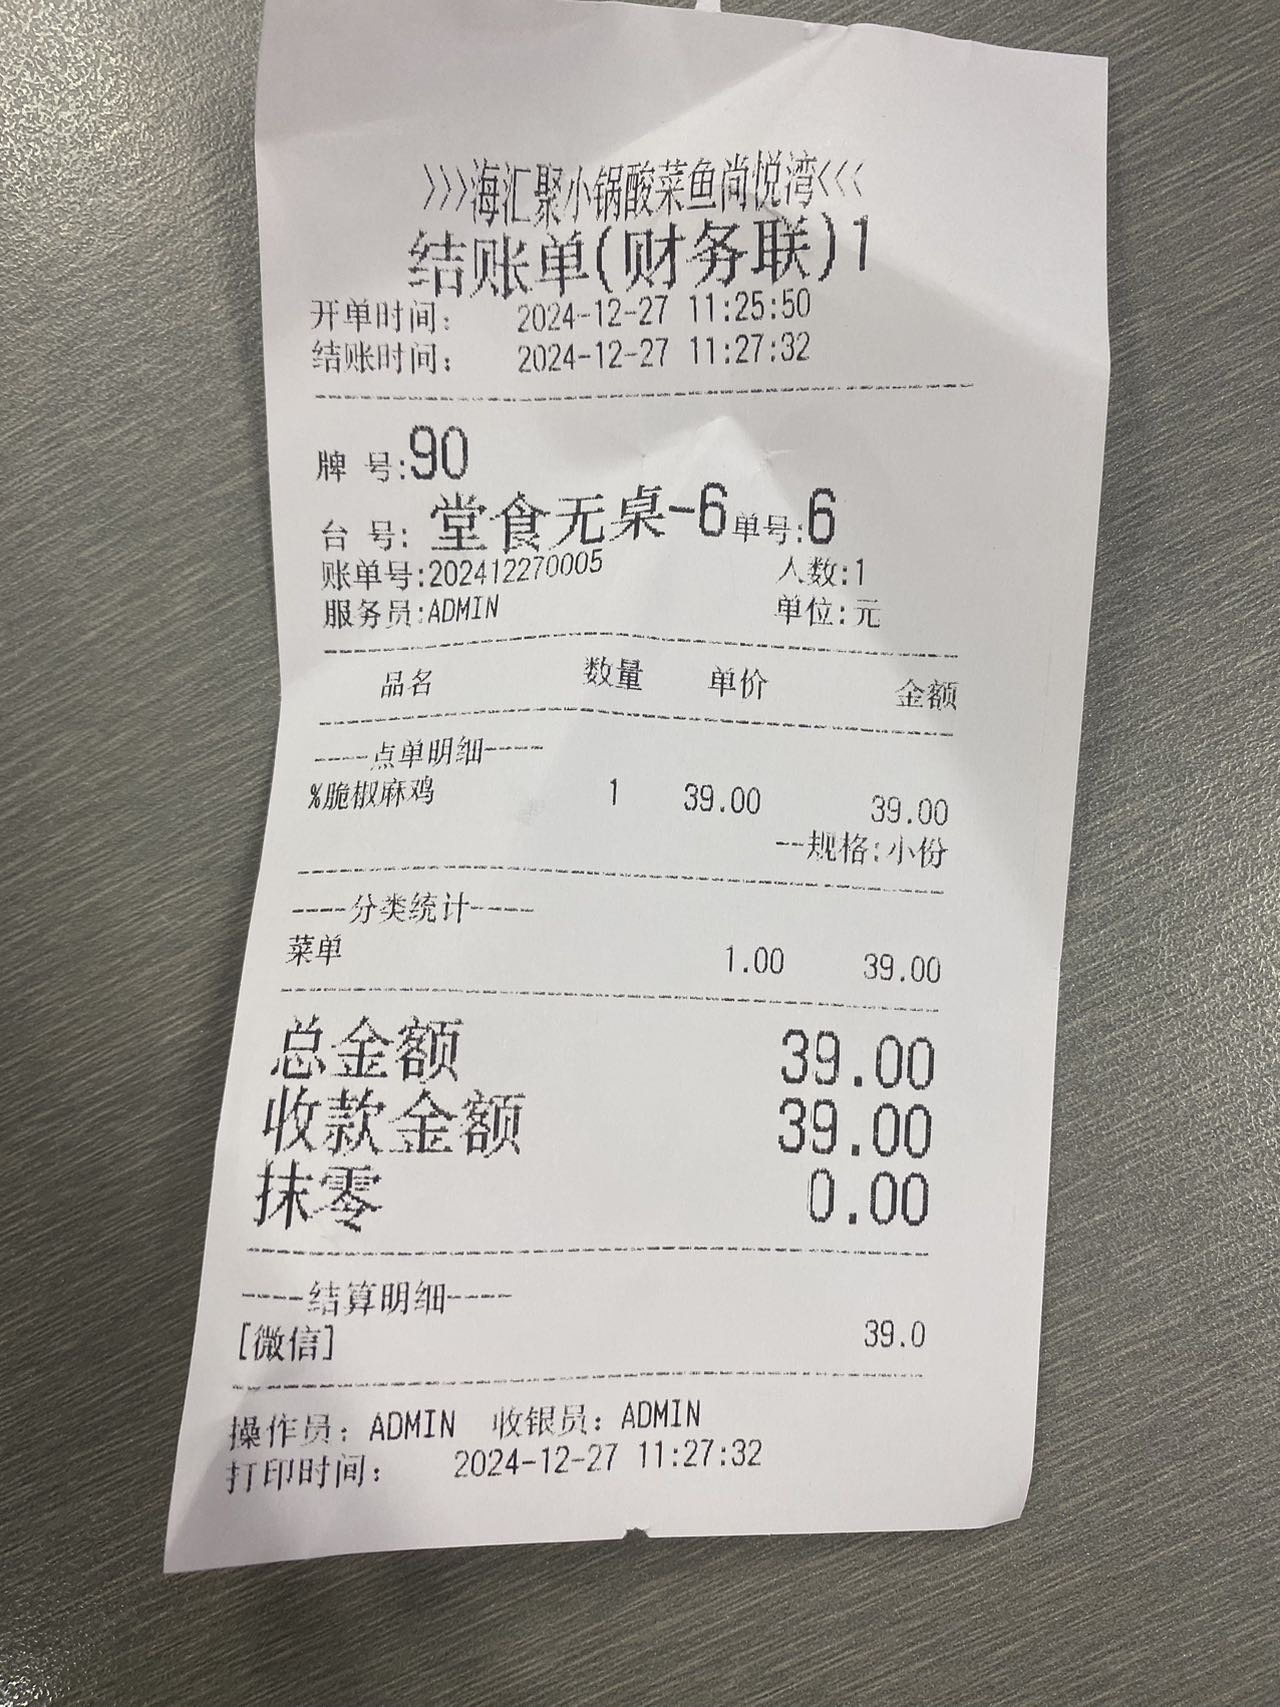 >>>海汇聚小锅酸菜鱼尚悦湾<<<
结账单(财务联)1
开单时间: 2024-12-27 11:25:50
结账时间: 2024-12-27 11:27:32
牌 号:90
台 号: 堂食无桌-6 单号:6
账单号:202412270005 人数:1
服务员:ADMIN 单位:元
品名 数量 单价 金额
----点单明细----
%脆椒麻鸡 1 39.00 39.00
--规格:小份
----分类统计----
菜单 1.00 39.00
总金额 39.00
收款金额 39.00
抹零 0.00
----结算明细----
[微信] 39.0
操作员: ADMIN 收银员: ADMIN
打印时间: 2024-12-27 11:27:32